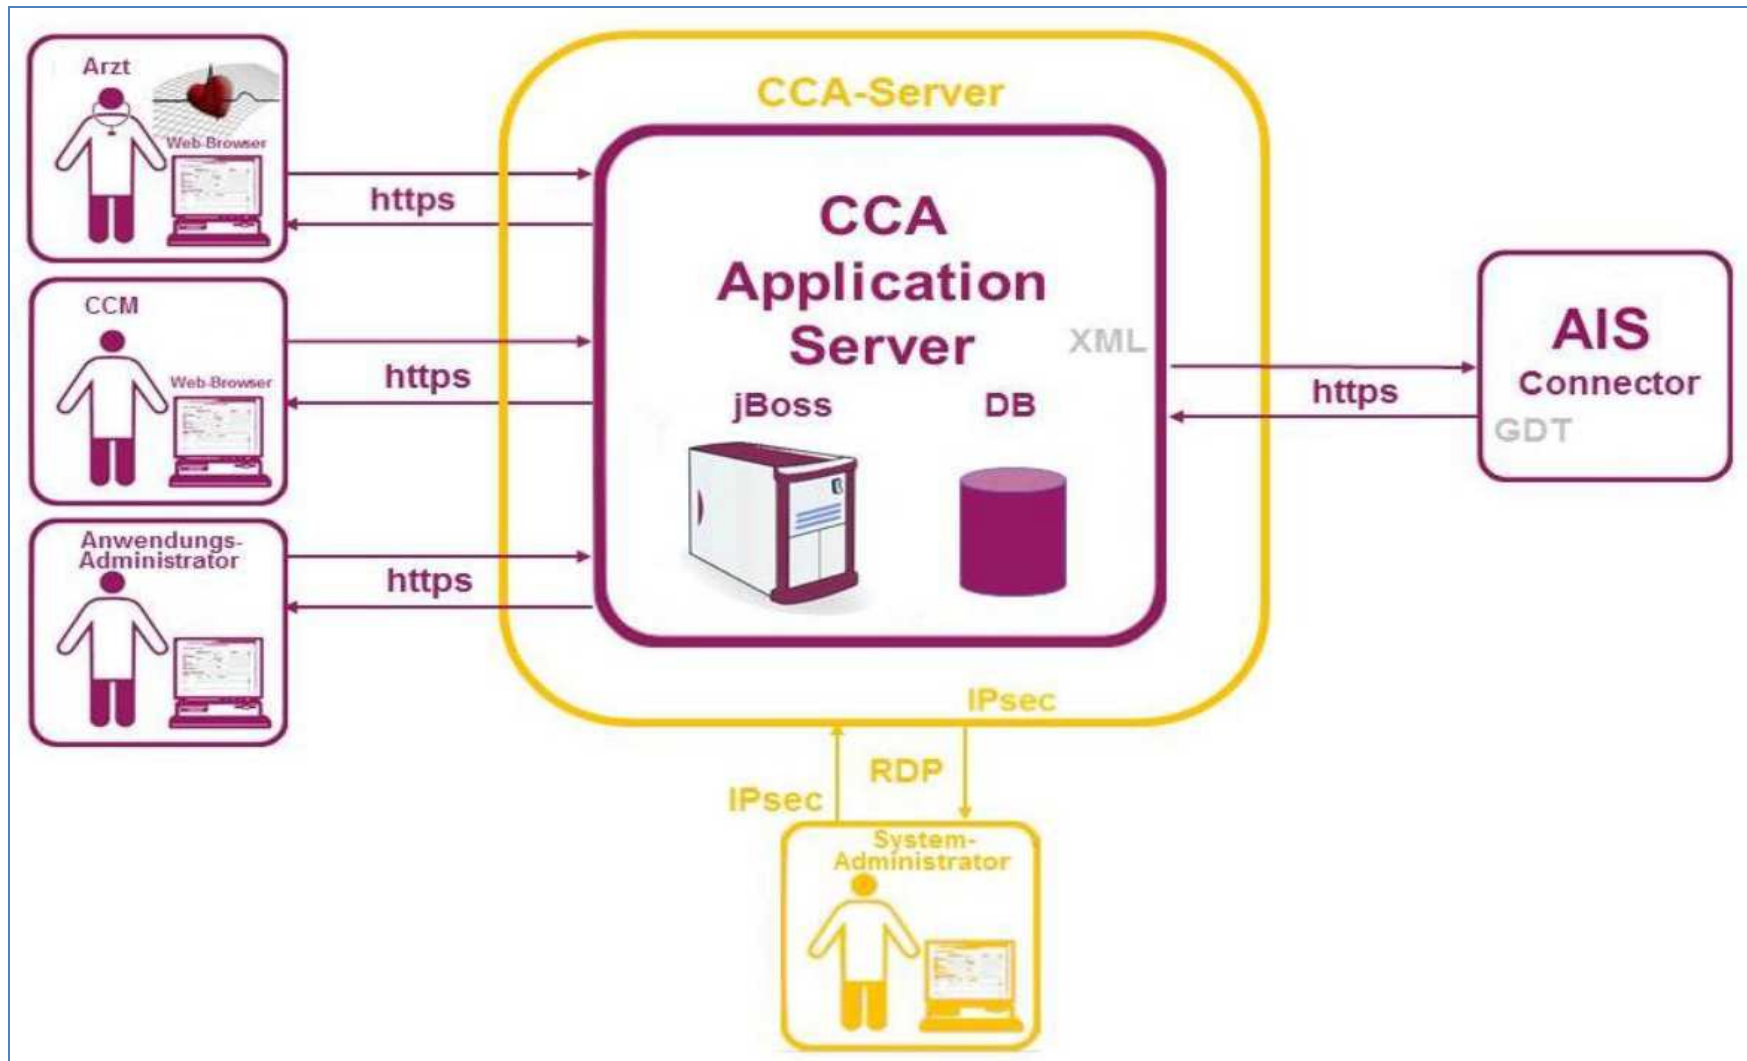 Arzt
Web-Browser
https
CCM
Web-Browser
https
Anwendungs-
Administrator
https
CCA-Server
CCA
Application
Server
XML
jBoss
DB
https
AIS
Connector
GDT
IPsec
RDP
IPsec
System-
Administrator